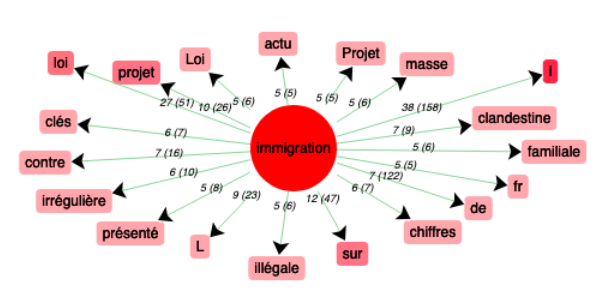 actu
Projet
Loi
masse
loi
projet
l
5 (5)
5 (5)
5 (6)
5 (6)
27 (51)
10 (26)
38 (158)
clés
clandestine
6 (7)
7 (9)
immigration
contre
7 (16)
5 (6)
familiale
6 (10)
5 (5)
7 (122)
fr
irrégulière
5 (8)
9 (23)
5 (6)
12 (47)
6 (7)
de
présenté
L
chiffres
sur
illégale